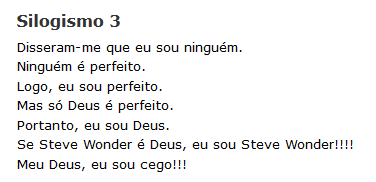 Silogismo 3
Disseram-me que eu sou ninguém.
Ninguém é perfeito.
Logo, eu sou perfeito.
Mas só Deus é perfeito.
Portanto, eu sou Deus.
Se Steve Wonder é Deus, eu sou Steve Wonder!!!!
Meu Deus, eu sou cego!!!